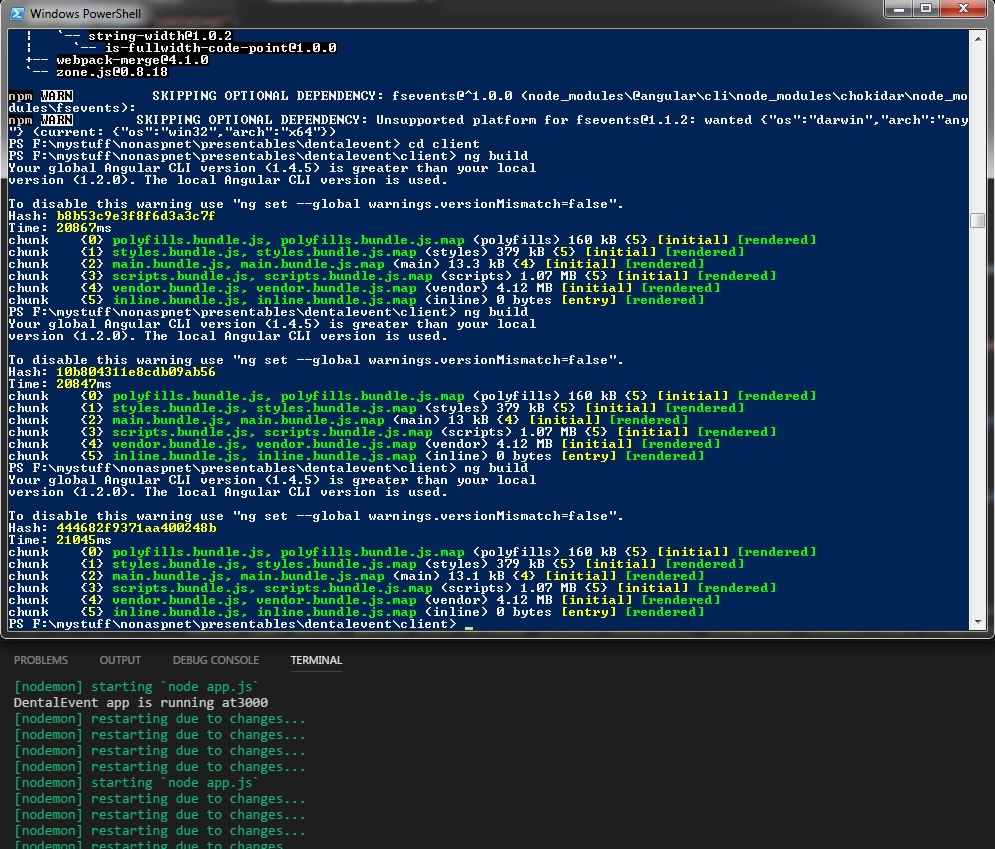 Windows PowerShell
|   `-- string-width@1.0.2
|     `-- is-fullwidth-code-point@1.0.0
+-- webpack-merge@4.1.0
`-- zone.js@0.8.18
npm WARN SKIPPING OPTIONAL DEPENDENCY: fsevents@^1.0.0 (node_modules\@angular\cli\node_modules\chokidar\node_mo
dules\fsevents):
npm WARN SKIPPING OPTIONAL DEPENDENCY: Unsupported platform for fsevents@1.1.2: wanted {"os":"darwin","arch":"any
"} (current: {"os":"win32","arch":"x64"})
PS F:\mystuff\nonaspnet\presentables\dentalevent> cd client
PS F:\mystuff\nonaspnet\presentables\dentalevent\client> ng build
Your global Angular CLI version (1.4.5) is greater than your local
version (1.2.0). The local Angular CLI version is used.
To disable this warning use "ng set --global warnings.versionMismatch=false".
Hash: b8b53c9e3f8f6d3a3c7f
Time: 20867ms
chunk    {0} polyfills.bundle.js, polyfills.bundle.js.map (polyfills) 160 kB {5} [initial] [rendered]
chunk    {1} styles.bundle.js, styles.bundle.js.map (styles) 379 kB {5} [initial] [rendered]
chunk    {2} main.bundle.js, main.bundle.js.map (main) 13.3 kB {4} [initial] [rendered]
chunk    {3} scripts.bundle.js, scripts.bundle.js.map (scripts) 1.07 MB {5} [initial] [rendered]
chunk    {4} vendor.bundle.js, vendor.bundle.js.map (vendor) 4.12 MB [initial] [rendered]
chunk    {5} inline.bundle.js, inline.bundle.js.map (inline) 0 bytes [entry] [rendered]
PS F:\mystuff\nonaspnet\presentables\dentalevent\client> ng build
Your global Angular CLI version (1.4.5) is greater than your local
version (1.2.0). The local Angular CLI version is used.
To disable this warning use "ng set --global warnings.versionMismatch=false".
Hash: 10b804311e8cdb09ab56
Time: 20847ms
chunk    {0} polyfills.bundle.js, polyfills.bundle.js.map (polyfills) 160 kB {5} [initial] [rendered]
chunk    {1} styles.bundle.js, styles.bundle.js.map (styles) 379 kB {5} [initial] [rendered]
chunk    {2} main.bundle.js, main.bundle.js.map (main) 13 kB {4} [initial] [rendered]
chunk    {3} scripts.bundle.js, scripts.bundle.js.map (scripts) 1.07 MB {5} [initial] [rendered]
chunk    {4} vendor.bundle.js, vendor.bundle.js.map (vendor) 4.12 MB [initial] [rendered]
chunk    {5} inline.bundle.js, inline.bundle.js.map (inline) 0 bytes [entry] [rendered]
PS F:\mystuff\nonaspnet\presentables\dentalevent\client> ng build
Your global Angular CLI version (1.4.5) is greater than your local
version (1.2.0). The local Angular CLI version is used.
To disable this warning use "ng set --global warnings.versionMismatch=false".
Hash: 444682f9371aa400248b
Time: 21045ms
chunk    {0} polyfills.bundle.js, polyfills.bundle.js.map (polyfills) 160 kB {5} [initial] [rendered]
chunk    {1} styles.bundle.js, styles.bundle.js.map (styles) 379 kB {5} [initial] [rendered]
chunk    {2} main.bundle.js, main.bundle.js.map (main) 13.1 kB {4} [initial] [rendered]
chunk    {3} scripts.bundle.js, scripts.bundle.js.map (scripts) 1.07 MB {5} [initial] [rendered]
chunk    {4} vendor.bundle.js, vendor.bundle.js.map (vendor) 4.12 MB [initial] [rendered]
chunk    {5} inline.bundle.js, inline.bundle.js.map (inline) 0 bytes [entry] [rendered]
PS F:\mystuff\nonaspnet\presentables\dentalevent\client> _
PROBLEMS OUTPUT DEBUG CONSOLE TERMINAL
[nodemon] starting `node app.js`
DentalEvent app is running at3000
[nodemon] restarting due to changes...
[nodemon] restarting due to changes...
[nodemon] restarting due to changes...
[nodemon] restarting due to changes...
[nodemon] starting `node app.js`
[nodemon] restarting due to changes...
[nodemon] restarting due to changes...
[nodemon] restarting due to changes...
[nodemon] restarting due to changes